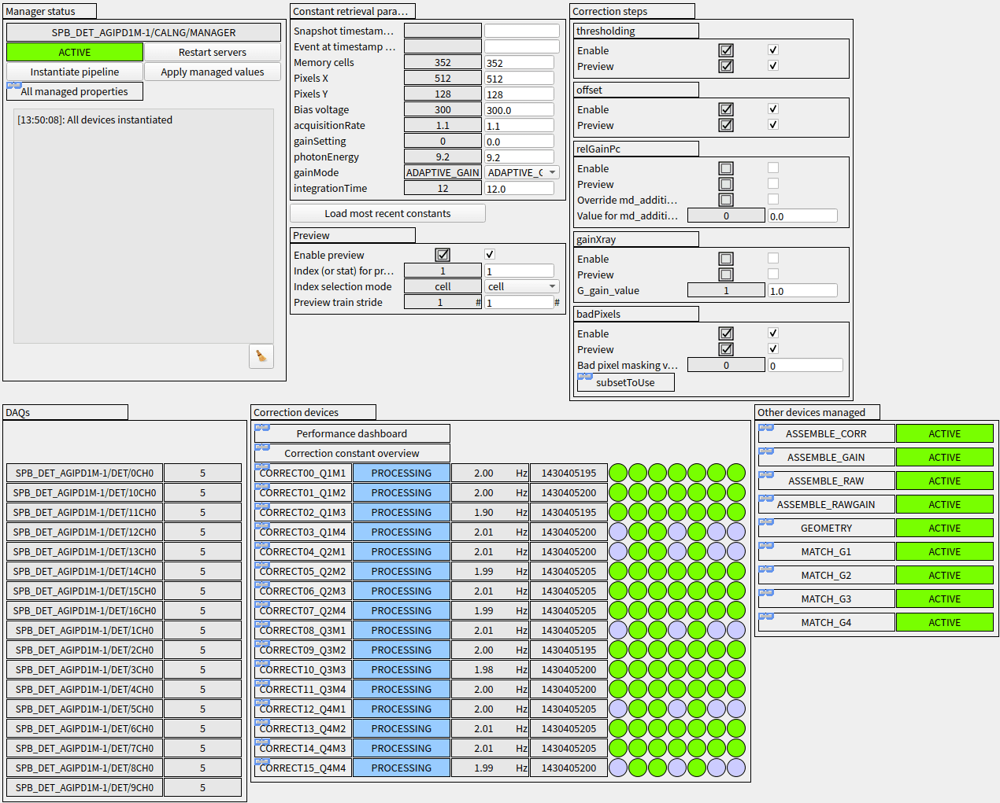 Manager status
SPB_DET_AGIPD1M-1/CALNG/MANAGER
ACTIVE
Restart servers
Instantiate pipeline
Apply managed values
All managed properties
[13:50:08]: All devices instantiated
Constant retrieval para…
Snapshot timestam…
Event at timestamp …
Memory cells 352 352
Pixels X 512 512
Pixels Y 128 128
Bias voltage 300 300.0
acquisitionRate 1.1 1.1
gainSetting 0 0.0
photonEnergy 9.2 9.2
gainMode ADAPTIVE_GAIN ADAPTIVE_G
integrationTime 12 12.0
Load most recent constants
Preview
Enable preview
Index (or stat) for pr… 1 1
Index selection mode cell cell
Preview train stride 1 # 1 #
Correction steps
thresholding
Enable
Preview
offset
Enable
Preview
relGainPc
Enable
Preview
Override md_additi…
Value for md_additi… 0 0.0
gainXray
Enable
Preview
G_gain_value 1 1.0
badPixels
Enable
Preview
Bad pixel masking v… 0 0
subsetToUse
DAQs
SPB_DET_AGIPD1M-1/DET/0CH0 5
SPB_DET_AGIPD1M-1/DET/10CH0 5
SPB_DET_AGIPD1M-1/DET/11CH0 5
SPB_DET_AGIPD1M-1/DET/12CH0 5
SPB_DET_AGIPD1M-1/DET/13CH0 5
SPB_DET_AGIPD1M-1/DET/14CH0 5
SPB_DET_AGIPD1M-1/DET/15CH0 5
SPB_DET_AGIPD1M-1/DET/16CH0 5
SPB_DET_AGIPD1M-1/DET/1CH0 5
SPB_DET_AGIPD1M-1/DET/2CH0 5
SPB_DET_AGIPD1M-1/DET/3CH0 5
SPB_DET_AGIPD1M-1/DET/4CH0 5
SPB_DET_AGIPD1M-1/DET/5CH0 5
SPB_DET_AGIPD1M-1/DET/6CH0 5
SPB_DET_AGIPD1M-1/DET/7CH0 5
SPB_DET_AGIPD1M-1/DET/8CH0 5
SPB_DET_AGIPD1M-1/DET/9CH0 5
Correction devices
Performance dashboard
Correction constant overview
CORRECT00_Q1M1 PROCESSING 2.00 Hz 1430405195
CORRECT01_Q1M2 PROCESSING 2.00 Hz 1430405200
CORRECT02_Q1M3 PROCESSING 1.90 Hz 1430405195
CORRECT03_Q1M4 PROCESSING 2.01 Hz 1430405200
CORRECT04_Q2M1 PROCESSING 2.01 Hz 1430405200
CORRECT05_Q2M2 PROCESSING 1.99 Hz 1430405205
CORRECT06_Q2M3 PROCESSING 2.01 Hz 1430405205
CORRECT07_Q2M4 PROCESSING 1.99 Hz 1430405205
CORRECT08_Q3M1 PROCESSING 2.01 Hz 1430405205
CORRECT09_Q3M2 PROCESSING 2.00 Hz 1430405195
CORRECT10_Q3M3 PROCESSING 1.98 Hz 1430405200
CORRECT11_Q3M4 PROCESSING 2.00 Hz 1430405200
CORRECT12_Q4M1 PROCESSING 2.00 Hz 1430405205
CORRECT13_Q4M2 PROCESSING 2.01 Hz 1430405205
CORRECT14_Q4M3 PROCESSING 2.01 Hz 1430405205
CORRECT15_Q4M4 PROCESSING 1.99 Hz 1430405200
Other devices managed
ASSEMBLE_CORR ACTIVE
ASSEMBLE_GAIN ACTIVE
ASSEMBLE_RAW ACTIVE
ASSEMBLE_RAWGAIN ACTIVE
GEOMETRY ACTIVE
MATCH_G1 ACTIVE
MATCH_G2 ACTIVE
MATCH_G3 ACTIVE
MATCH_G4 ACTIVE